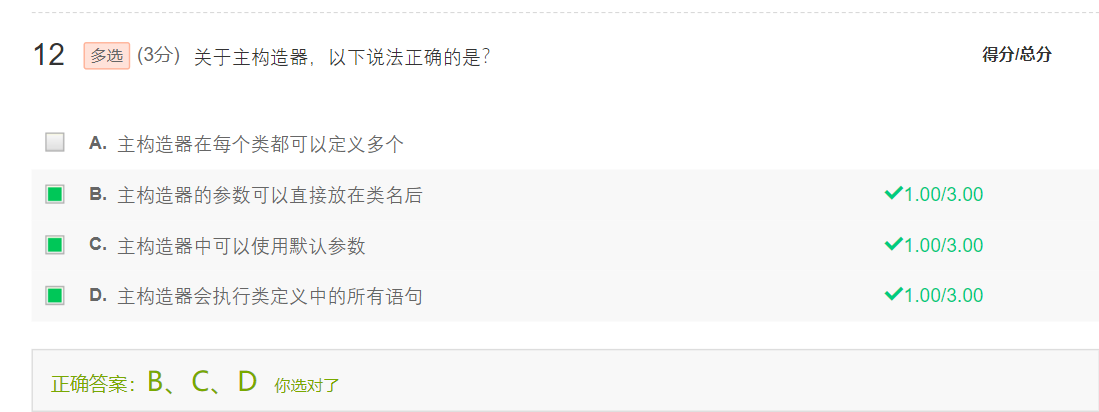 12 多选 (3分) 关于主构造器，以下说法正确的是？ 得分/总分
A. 主构造器在每个类都可以定义多个
B. 主构造器的参数可以直接放在类名后 1.00/3.00
C. 主构造器中可以使用默认参数 1.00/3.00
D. 主构造器会执行类定义中的所有语句 1.00/3.00
正确答案：B、C、D 你选对了